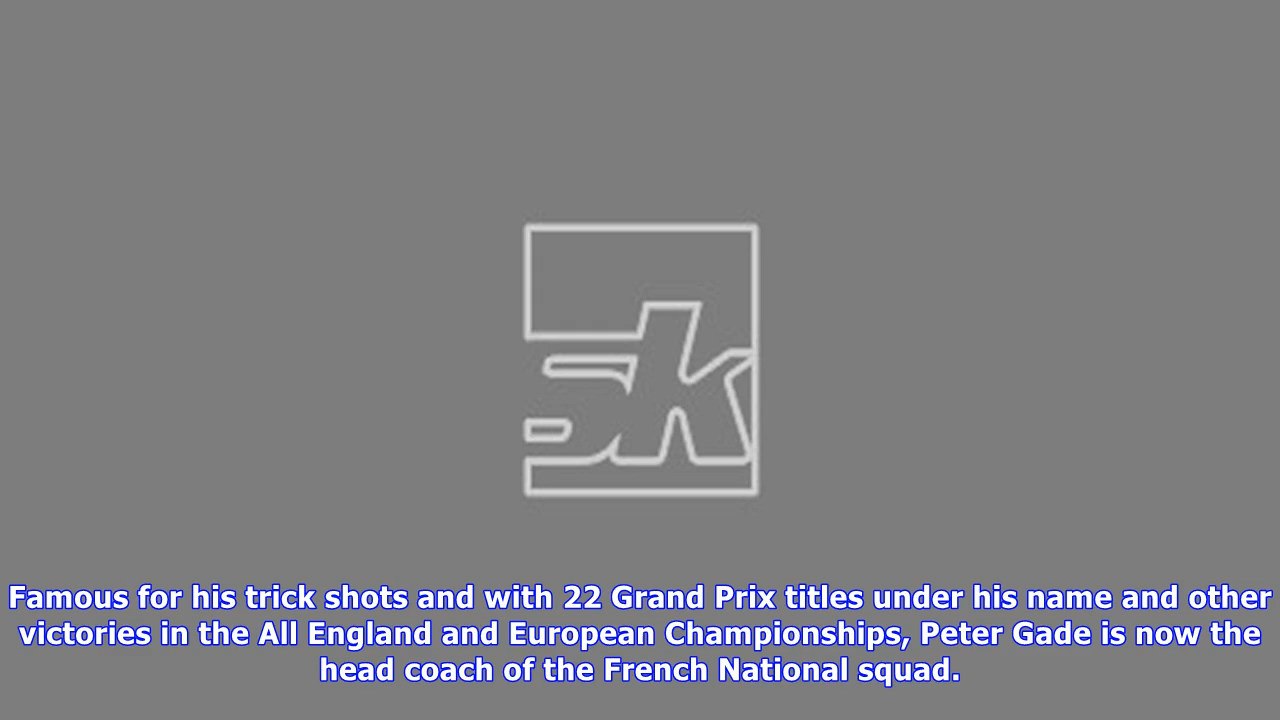 sk
Famous for his trick shots and with 22 Grand Prix titles under his name and other
victories in the All England and European Championships, Peter Gade is now the
head coach of the French National squad.